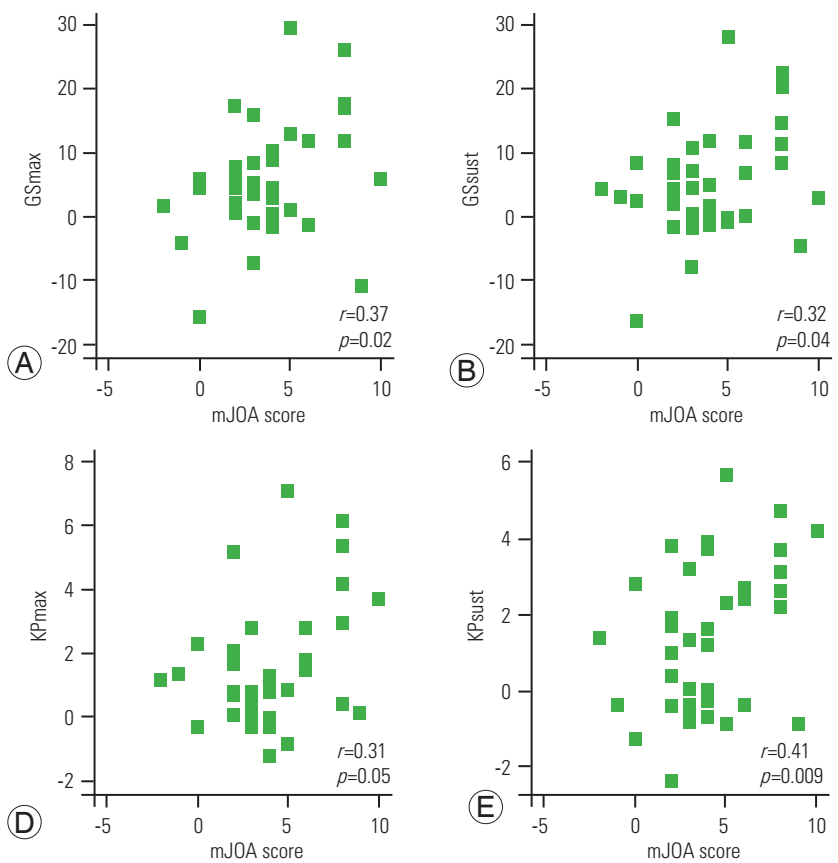 30
20
10
0
-10
-20
GSmax
-5
0
5
10
mJOA score
r=0.37
p=0.02
A
30
20
10
0
-10
-20
GSsust
-5
0
5
10
mJOA score
r=0.32
p=0.04
B
8
6
4
2
0
-2
KPmax
-5
0
5
10
mJOA score
r=0.31
p=0.05
D
6
4
2
0
-2
KPsust
-5
0
5
10
mJOA score
r=0.41
p=0.009
E